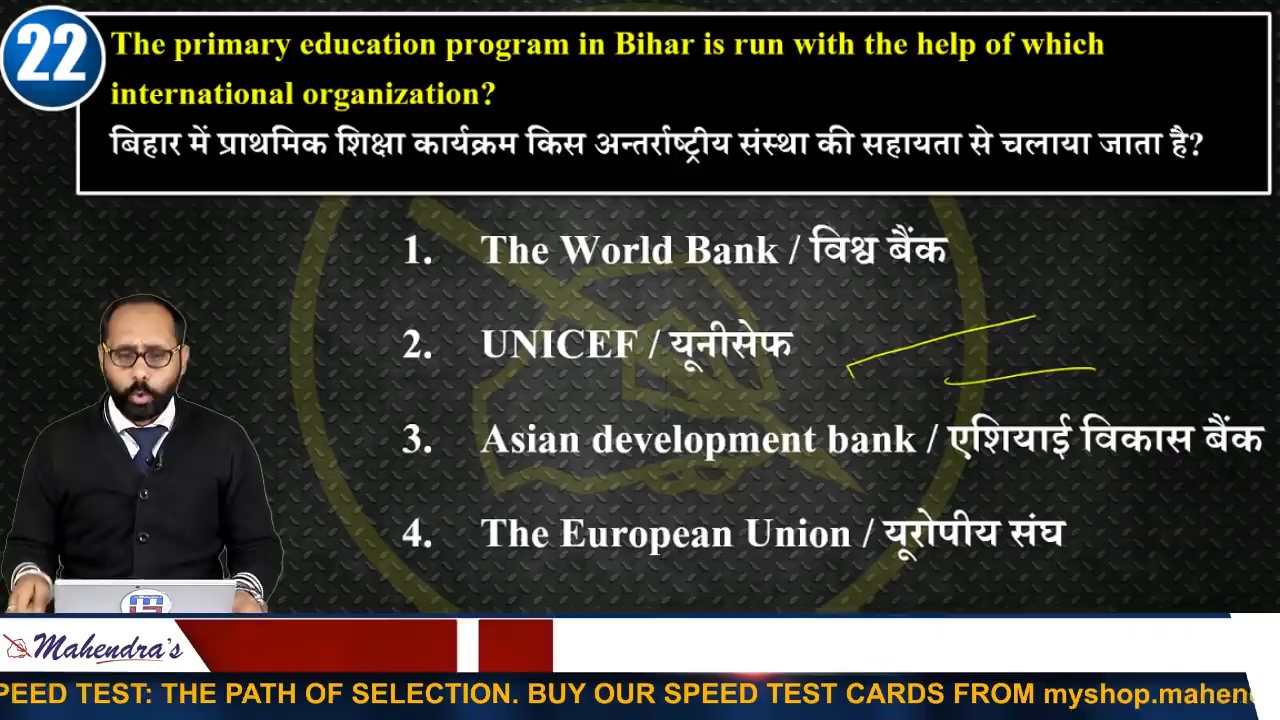 22
The primary education program in Bihar is run with the help of which
international organization?
बिहार में प्राथमिक शिक्षा कार्यक्रम किस अन्तर्राष्ट्रीय संस्था की सहायता से चलाया जाता है?
1. The World Bank / विश्व बैंक
2. UNICEF / यूनीसेफ
3. Asian development bank / एशियाई विकास बैंक
4. The European Union / यूरोपीय संघ
Mahendra's
PEED TEST: THE PATH OF SELECTION. BUY OUR SPEED TEST CARDS FROM myshop.mahen